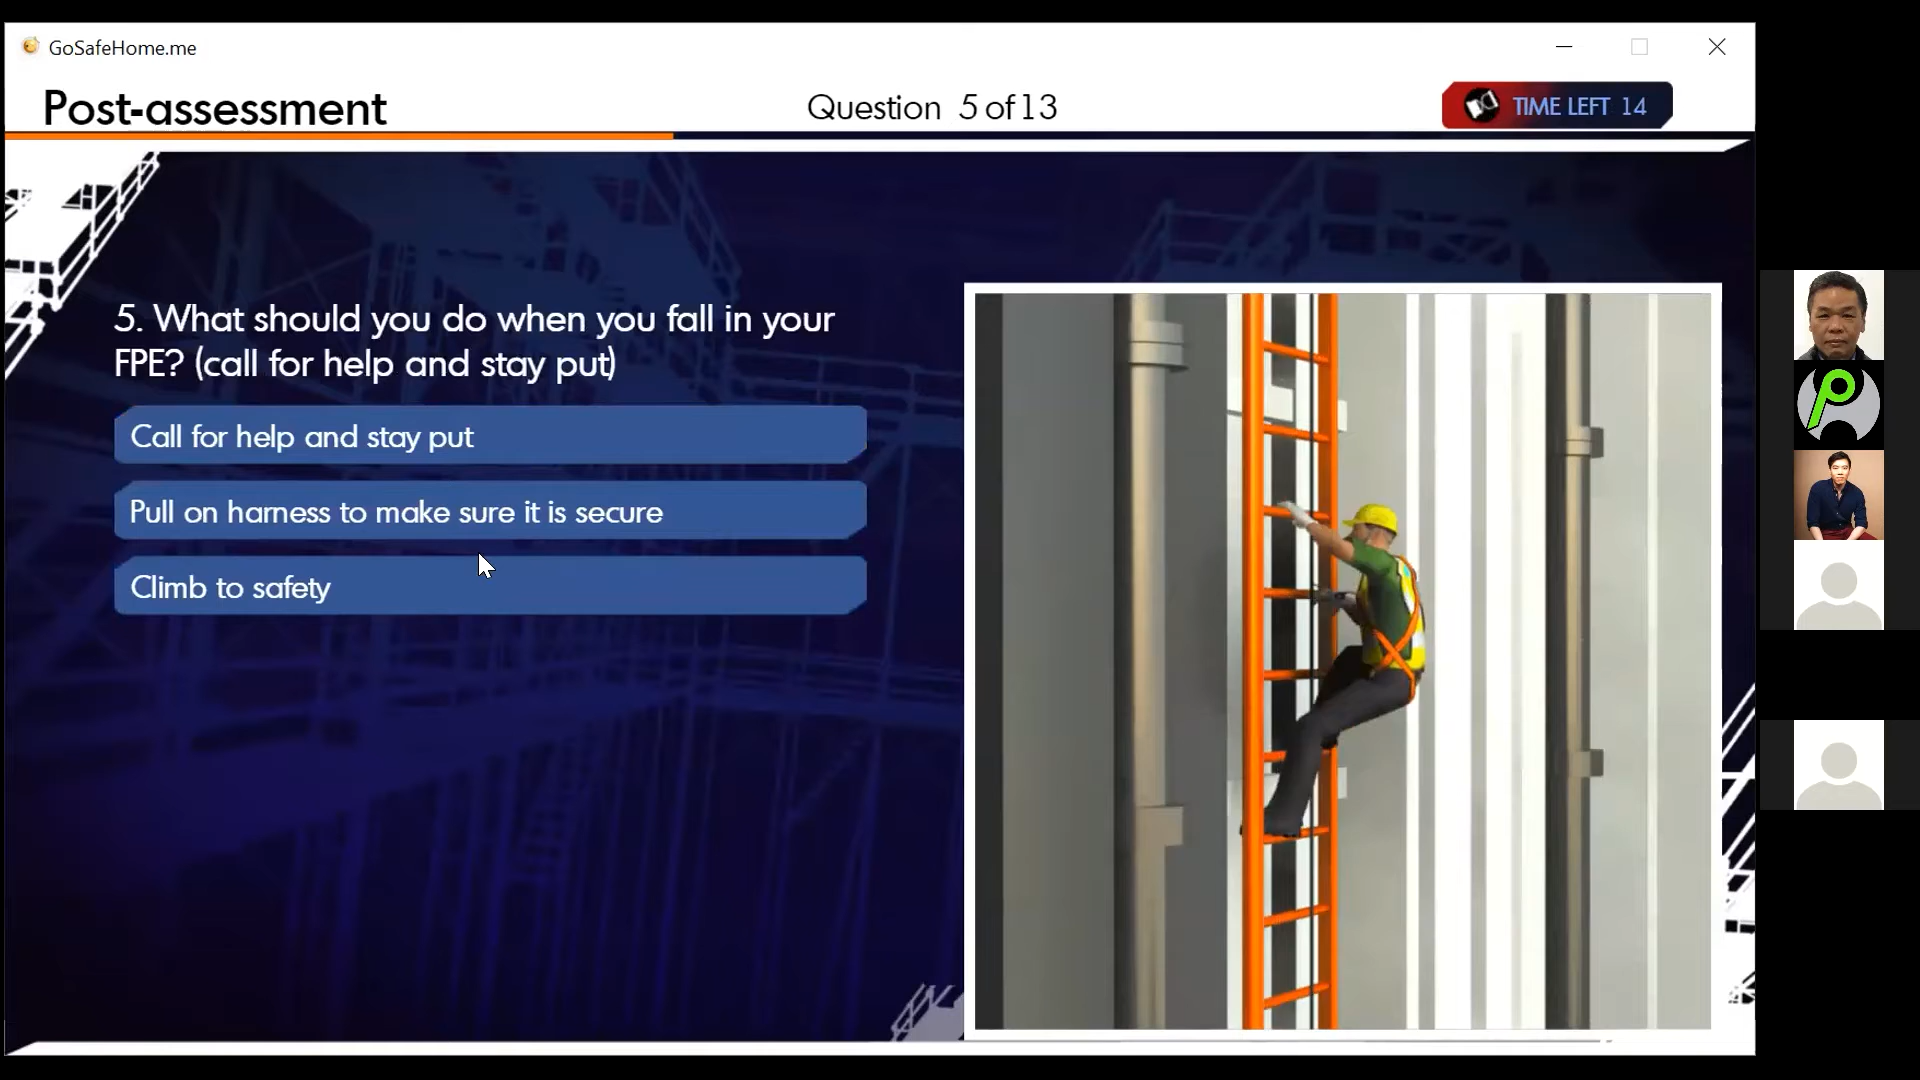 GoSafeHome.me
Post-assessment
Question 5 of 13
TIME LEFT 14
5. What should you do when you fall in your
FPE? (call for help and stay put)
Call for help and stay put
Pull on harness to make sure it is secure
Climb to safety